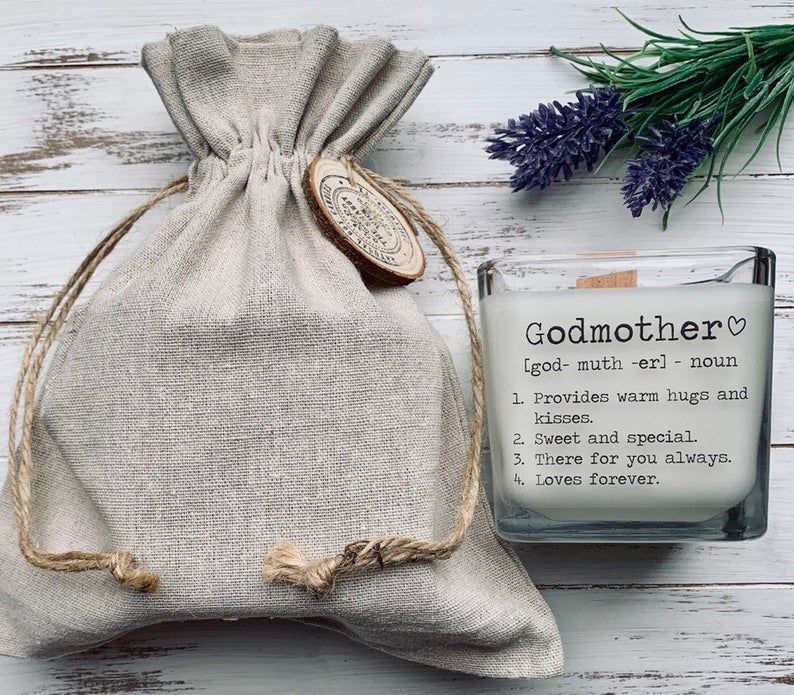 Godmother♡
[god- muth -er] - noun
1. Provides warm hugs and
kisses.
2. Sweet and special.
3. There for you always.
4. Loves forever.